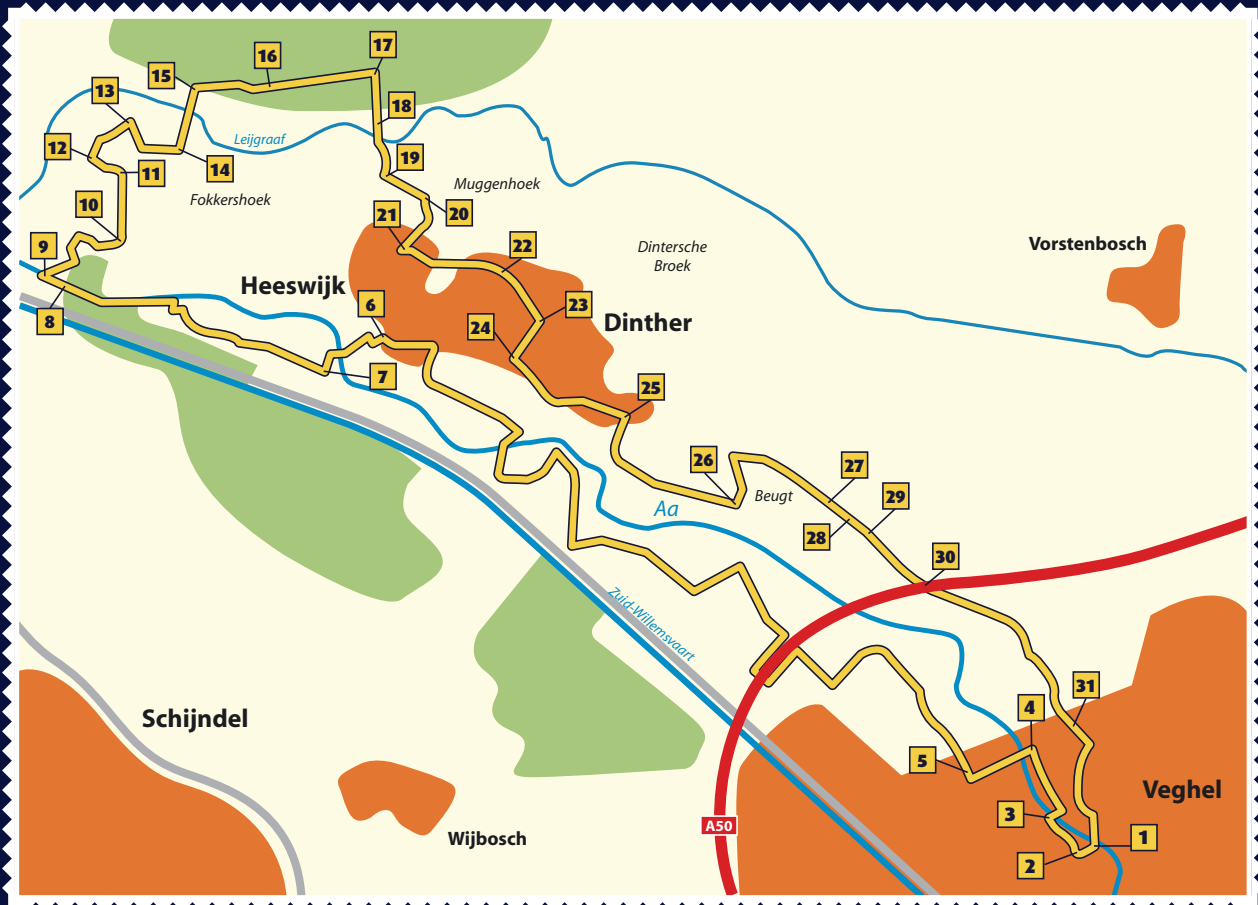 17
16
15
13
18
Leijgraaf
12
19
14
11
Muggenhoek
Fokkershoek
10
20
21
9
22
Vorstenbosch
Dintersche
Broek
Heeswijk
6
23
8
Dinther
24
7
25
26
27
Beugt
29
Aa
28
30
Zuid-Willemsvaart
31
4
Schijndel
5
Veghel
3
A50
Wijbosch
1
2